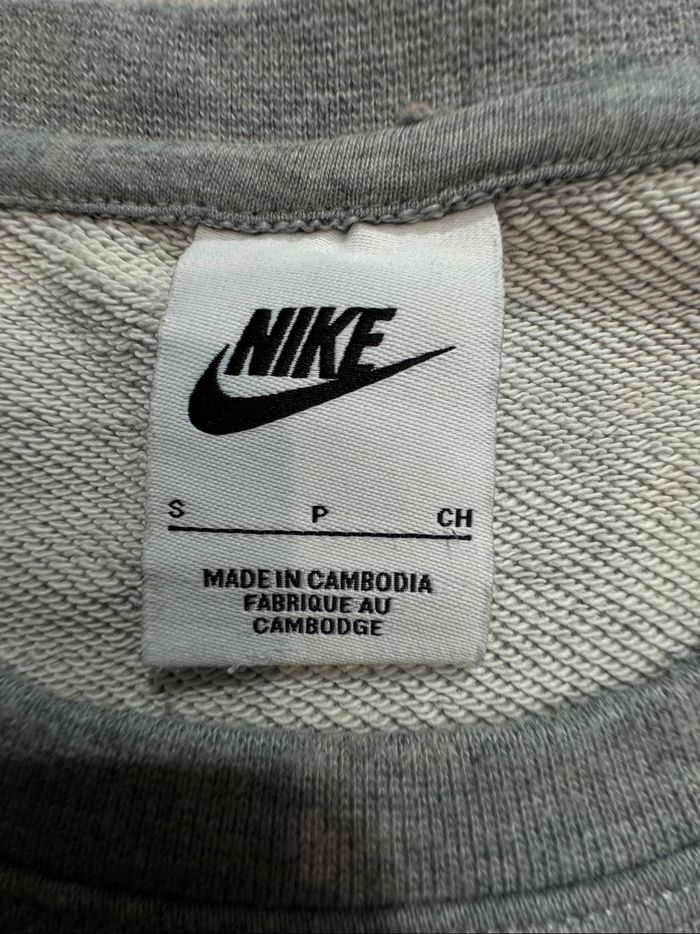 NIKE
S P CH
MADE IN CAMBODIA
FABRIQUE AU
CAMBODGE